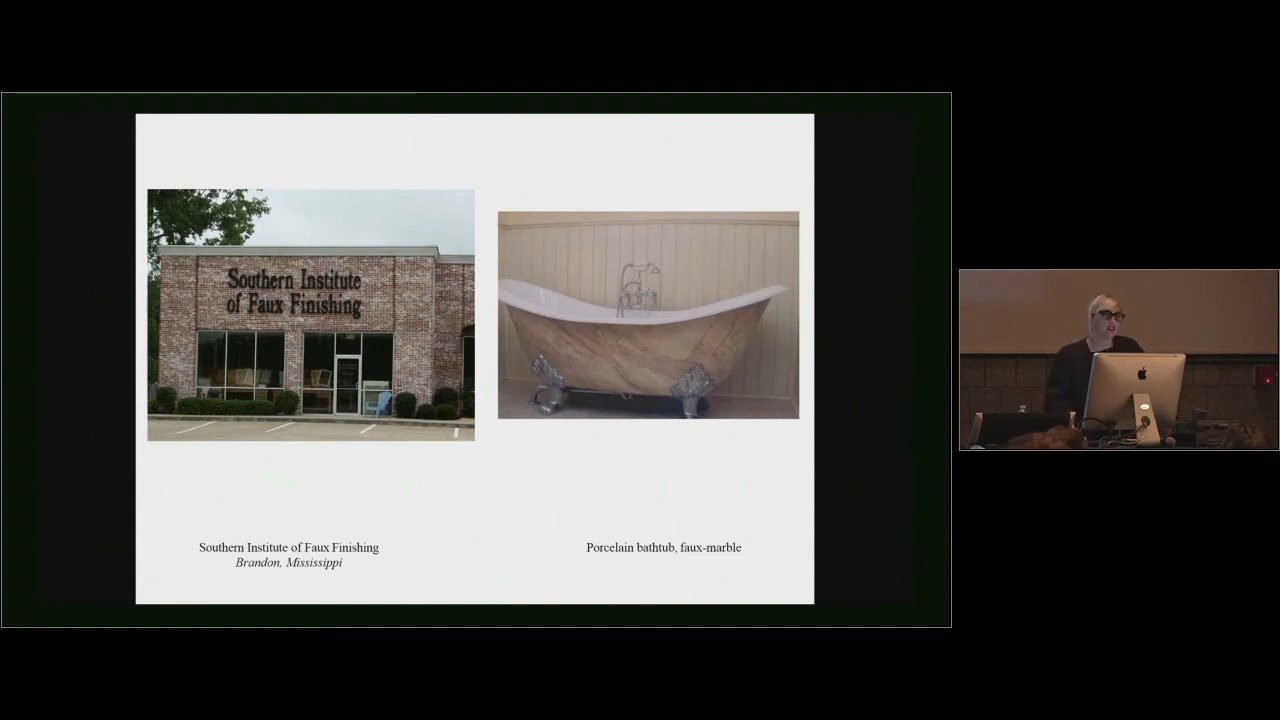 Southern Institute
of Faux Finishing
Southern Institute of Faux Finishing
Brandon, Mississippi
Porcelain bathtub, faux-marble